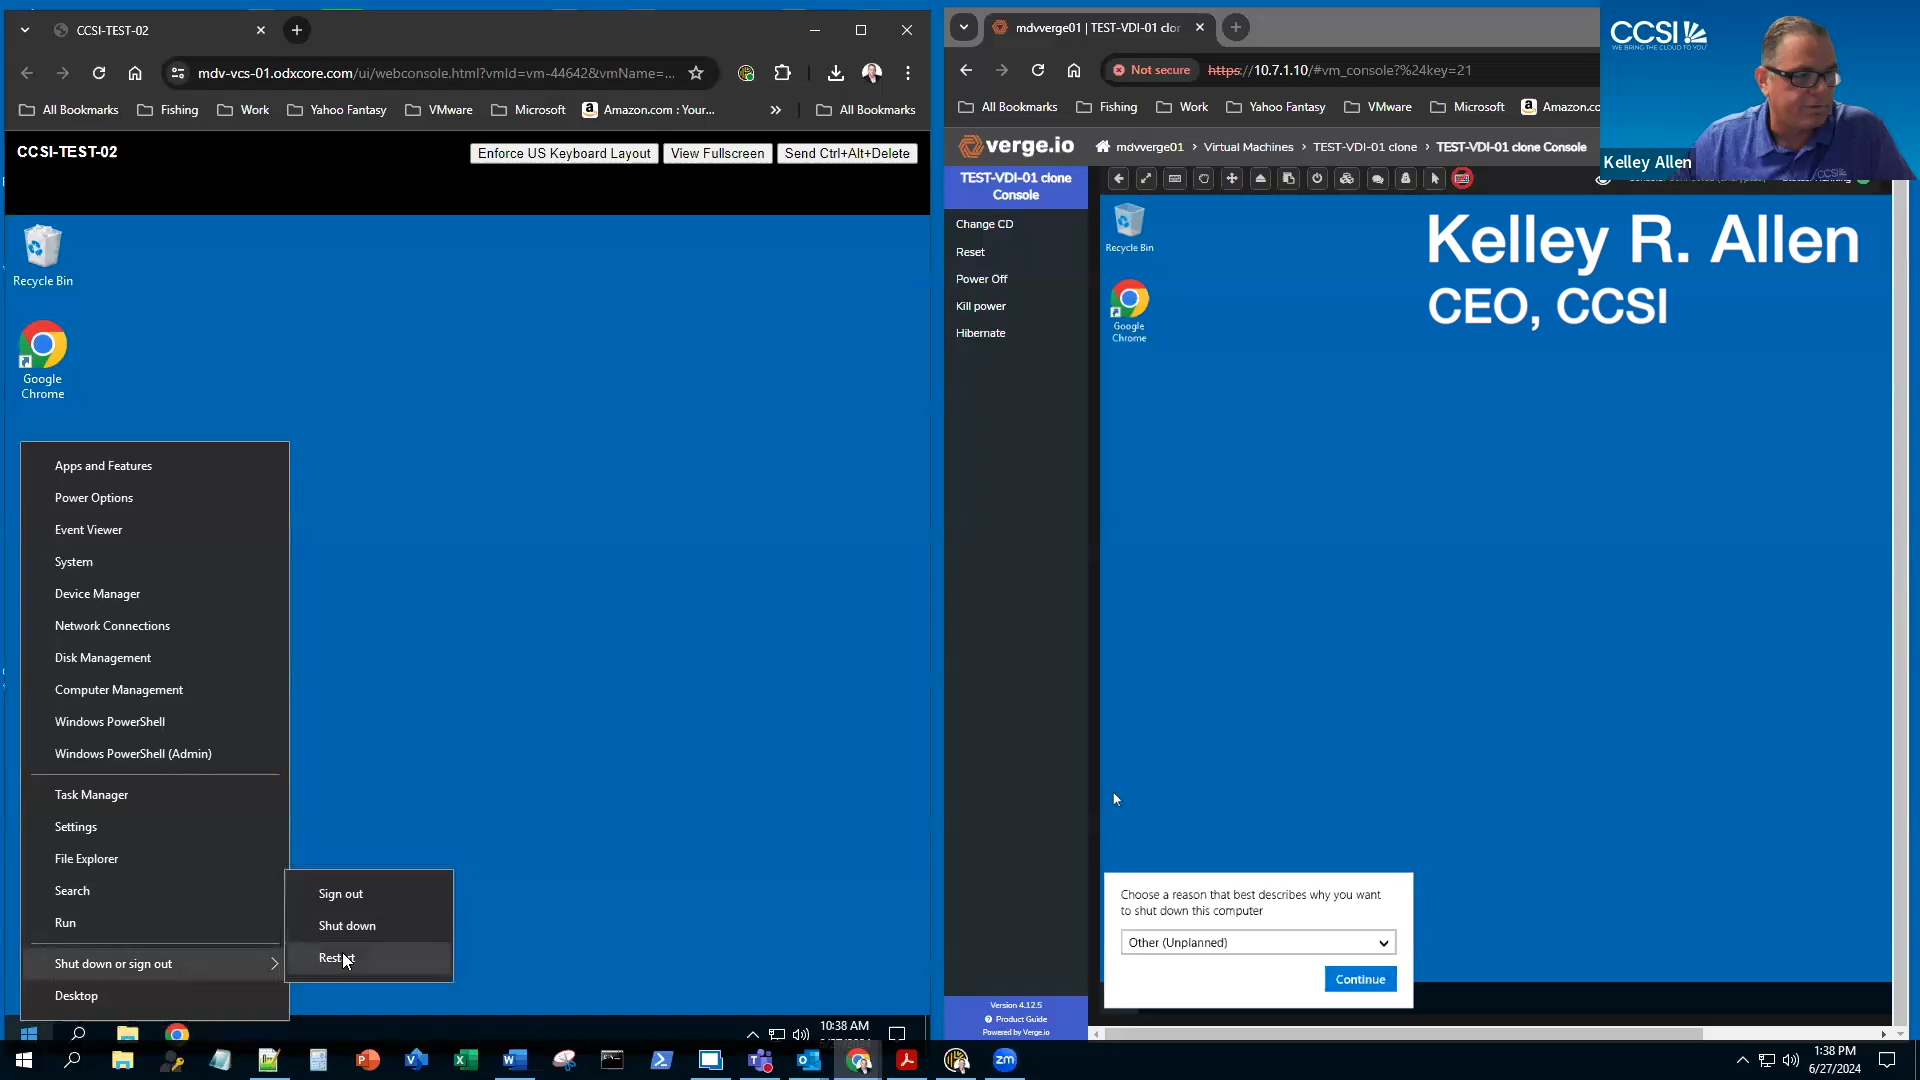 CCSI-TEST-02
mdv-vcs-01.odxcore.com/ui/webconsole.html?vmId=vm-44642&vmName=...
All Bookmarks
Fishing
Work
Yahoo Fantasy
VMware
Microsoft
Amazon.com : Your...
»
All Bookmarks
CCSI-TEST-02
Enforce US Keyboard Layout
View Fullscreen
Send Ctrl+Alt+Delete
Recycle Bin
Google
Chrome
Apps and Features
Power Options
Event Viewer
System
Device Manager
Network Connections
Disk Management
Computer Management
Windows PowerShell
Windows PowerShell (Admin)
Task Manager
Settings
File Explorer
Search
Run
Shut down or sign out
Desktop
Sign out
Shut down
Restart
10:38 AM
mdvverge01 | TEST-VDI-01 clor
Not secure
https://10.7.1.10/#vm_console?%24key=21
All Bookmarks
Fishing
Work
Yahoo Fantasy
VMware
Microsoft
Amazon.co
verge.io
mdvverge01 > Virtual Machines > TEST-VDI-01 clone > TEST-VDI-01 clone Console
TEST-VDI-01 clone
Console
Change CD
Reset
Power Off
Kill power
Hibernate
Version 4.12.5
Product Guide
Powered by Verge.io
Recycle Bin
Google
Chrome
Kelley R. Allen
CEO, CCSI
CCSI
WE BRING THE CLOUD TO YOU
Kelley Allen
Choose a reason that best describes why you want
to shut down this computer
Other (Unplanned)
Continue
1:38 PM
6/27/2024
zm